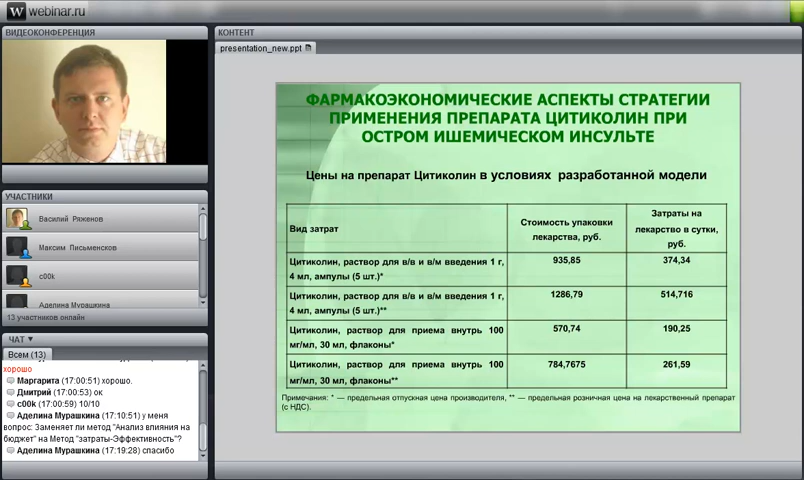 webinar.ru
ВИДЕОКОНФЕРЕНЦИЯ
УЧАСТНИКИ
Василий Ряженов
Максим Письменсков
c00k
Аделина Мурашкина
13 участников онлайн
ЧАТ
Всем (13)
хорошо
Маргарита (17:00:51) хорошо.
Дмитрий (17:00:53) ок
c00k (17:00:59) 10/10
Аделина Мурашкина (17:10:51) у меня
вопрос: Заменяет ли метод "Анализ влияния на
бюджет" на Метод "затраты-Эффективность"?
Аделина Мурашкина (17:19:28) спасибо
КОНТЕНТ
presentation_new.ppt
ФАРМАКОЭКОНОМИЧЕСКИЕ АСПЕКТЫ СТРАТЕГИИ
ПРИМЕНЕНИЯ ПРЕПАРАТА ЦИТИКОЛИН ПРИ
ОСТРОМ ИШЕМИЧЕСКОМ ИНСУЛЬТЕ
Цены на препарат Цитиколин в условиях разработанной модели
Вид затрат
Стоимость упаковки
лекарства, руб.
Затраты на
лекарство в сутки,
руб.
Цитиколин, раствор для в/в и в/м введения 1 г,
4 мл, ампулы (5 шт.)*
935,85
374,34
Цитиколин, раствор для в/в и в/м введения 1 г,
4 мл, ампулы (5 шт.)**
1286,79
514,716
Цитиколин, раствор для приема внутрь 100
мг/мл, 30 мл, флаконы*
570,74
190,25
Цитиколин, раствор для приема внутрь 100
мг/мл, 30 мл, флаконы**
784,7675
261,59
Примечания: * — предельная отпускная цена производителя, ** — предельная розничная цена на лекарственный препарат
(с НДС).